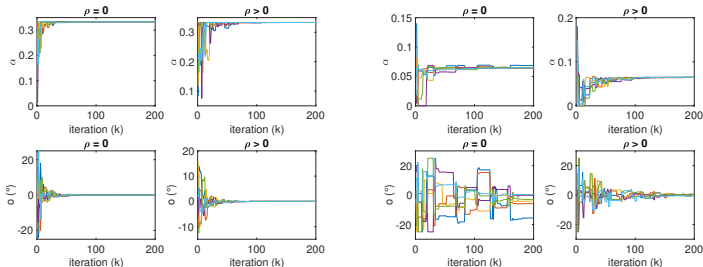 ρ = 0
ρ > 0
ρ = 0
ρ > 0
0.3
0.2
0.1
0
α
0 100 200
iteration (k)
0.3
0.2
0.1
α
0 100 200
iteration (k)
0.15
0.1
0.05
0
α
0 100 200
iteration (k)
0.2
0.1
0
α
0 100 200
iteration (k)
ρ = 0
ρ > 0
ρ = 0
ρ > 0
20
0
-20
o (°)
0 100 200
iteration (k)
10
0
-10
o (°)
0 100 200
iteration (k)
20
0
-20
o (°)
0 100 200
iteration (k)
20
0
-20
o (°)
0 100 200
iteration (k)